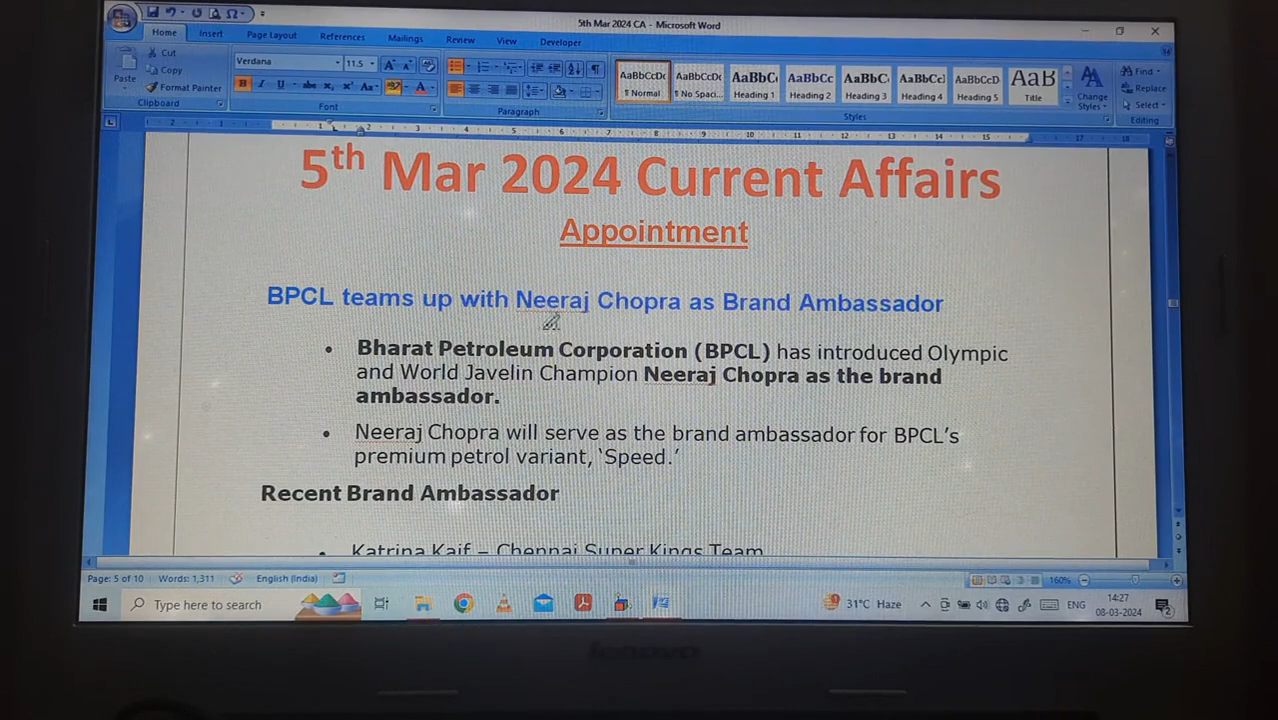 5th Mar 2024 CA - Microsoft Word
Home Insert Page Layout References Mailings Review View Developer
Paste
Cut
Copy
Format Painter
Clipboard
Verdana 11.5
Font
Paragraph
AaBbCcDc AaBbCcDc AaBbC AaBbCc AaBbC AaBbCc AaBbCcD AaB
¶ Normal ¶ No Spaci... Heading 1 Heading 2 Heading 3 Heading 4 Heading 5 Title
Styles
Change Styles
Find
Replace
Select
Editing
5th Mar 2024 Current Affairs
Appointment
BPCL teams up with Neeraj Chopra as Brand Ambassador
• Bharat Petroleum Corporation (BPCL) has introduced Olympic
and World Javelin Champion Neeraj Chopra as the brand
ambassador.
• Neeraj Chopra will serve as the brand ambassador for BPCL's
premium petrol variant, ‘Speed.’
Recent Brand Ambassador
• Katrina Kaif – Chennai Super Kings Team
Page: 5 of 10 Words: 1,311 English (India) 160%
Type here to search 31°C Haze ENG 14:27
08-03-2024
lenovo